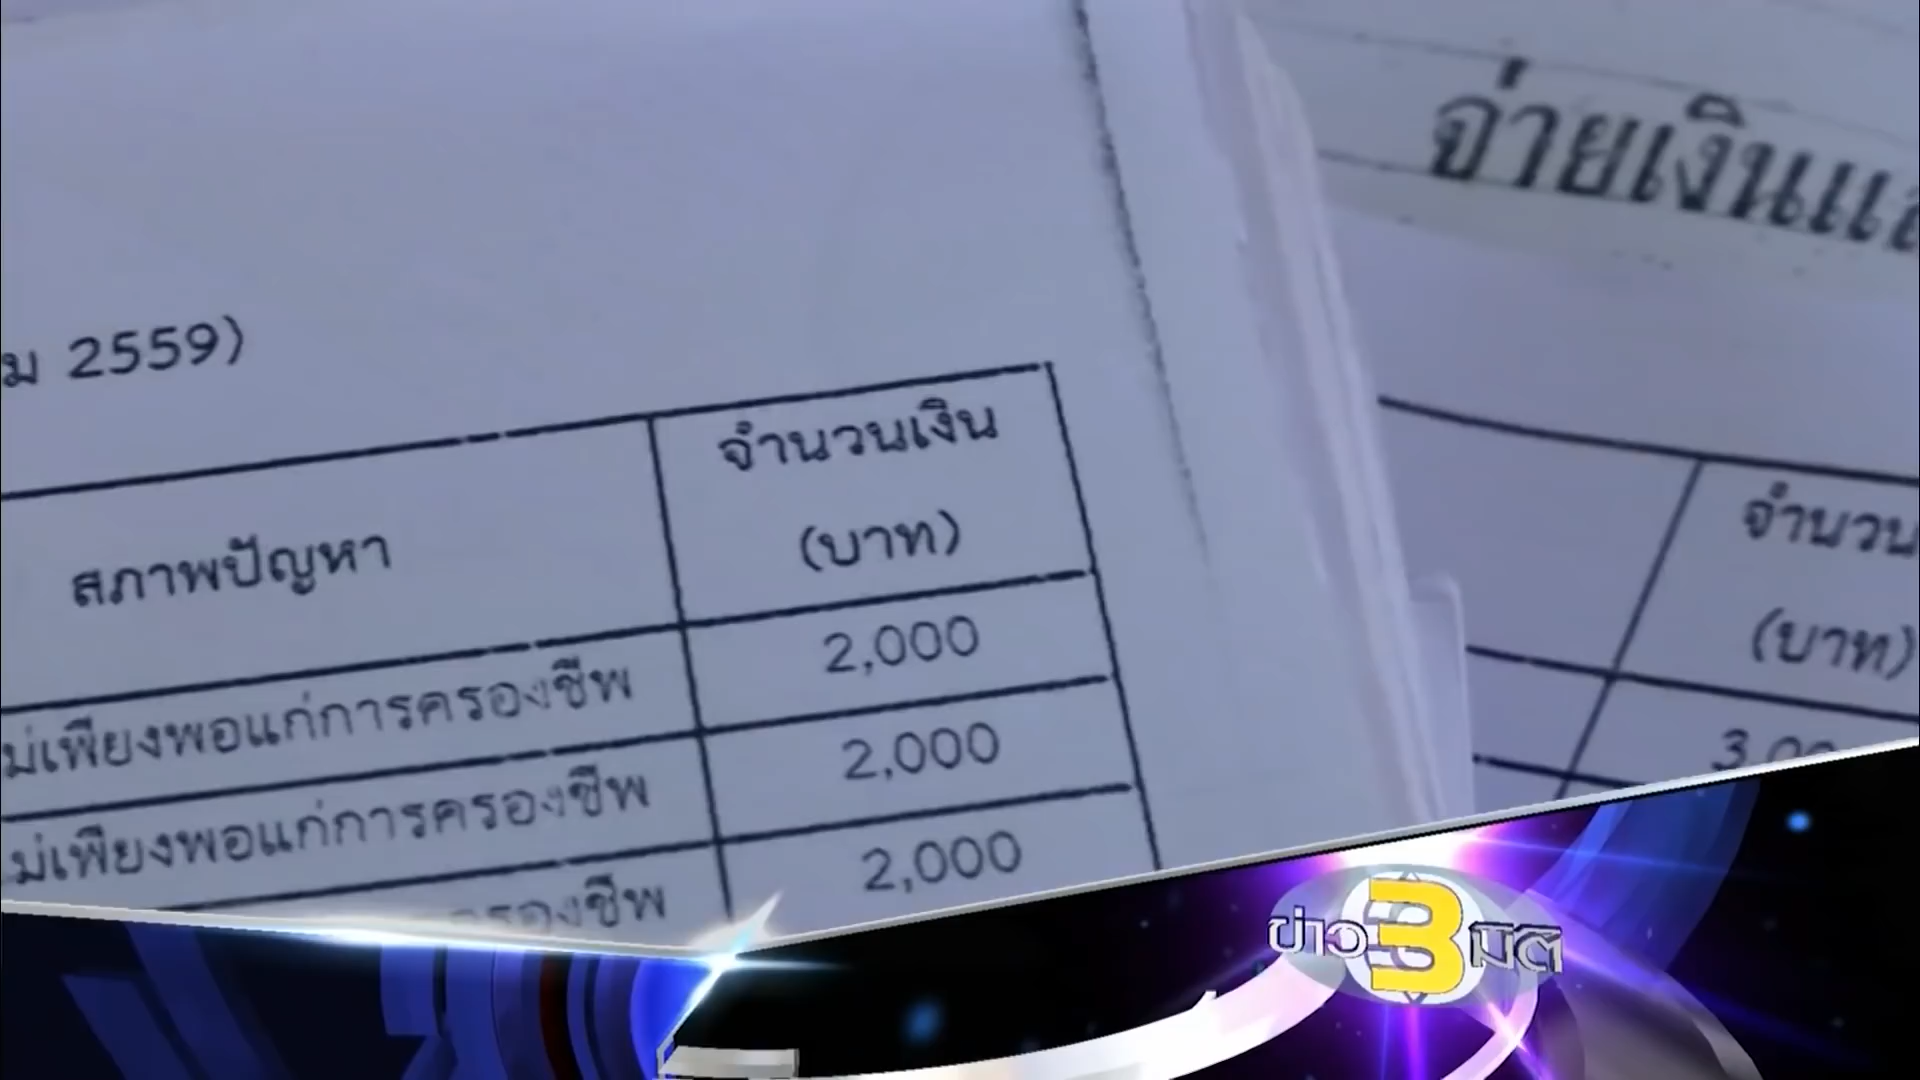 จ่ายเงินแ
ม 2559)
สภาพปัญหา
จำนวนเงิน
(บาท)
ม่เพียงพอแก่การครองชีพ
2,000
ม่เพียงพอแก่การครองชีพ
2,000
ครองชีพ
2,000
จำนวน
(บาท)
ข่าว3มิติ